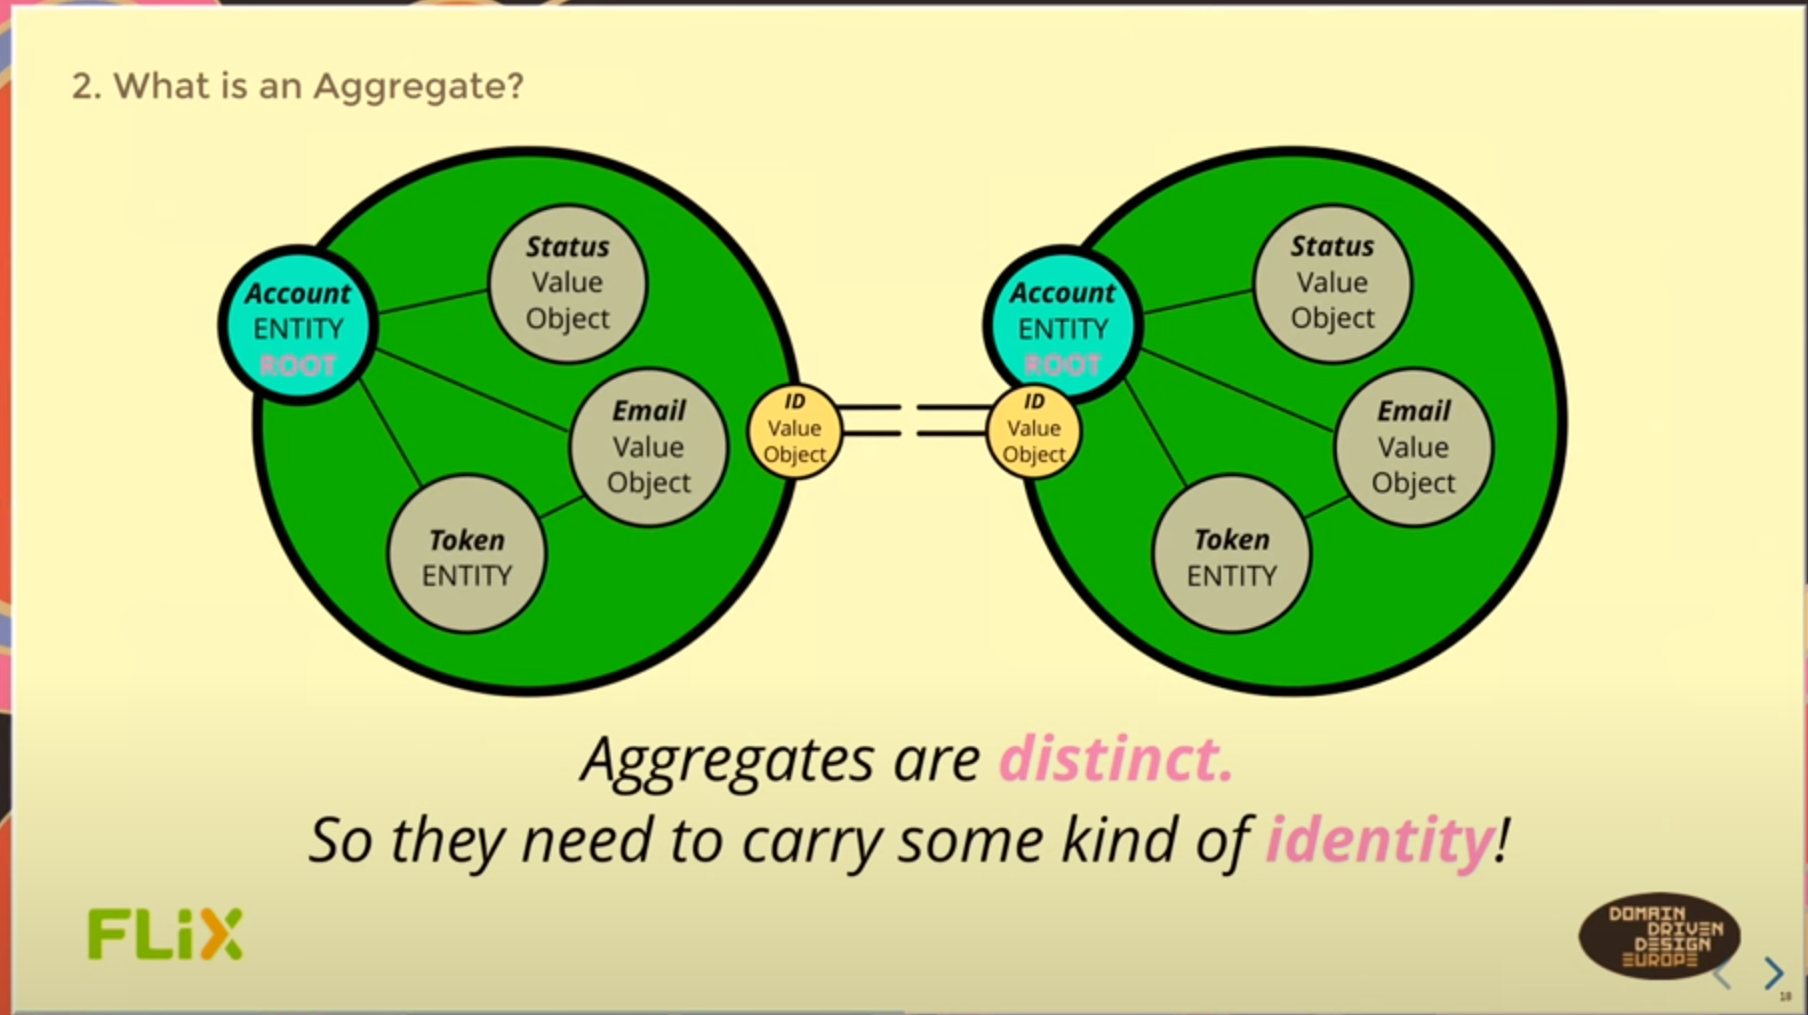 2. What is an Aggregate?
Account
ENTITY
ROOT
Status
Value
Object
Email
Value
Object
Token
ENTITY
ID
Value
Object
ID
Value
Object
Account
ENTITY
ROOT
Status
Value
Object
Email
Value
Object
Token
ENTITY
Aggregates are distinct.
So they need to carry some kind of identity!
FLiX
DOMAIN
DRIVEN
DESIGN
EUROPE
18